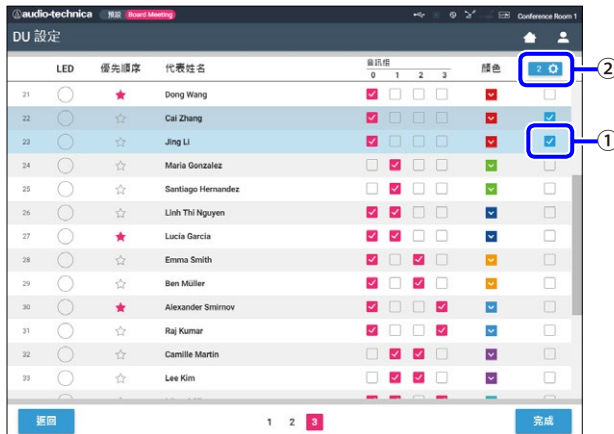 audio-technica 預設 Board Meeting Conference Room 1
DU 設定
LED 優先順序 代表姓名 音訊組 顏色 2
0 1 2 3
②
21 Dong Wang
22 Cai Zhang
23 Jing Li
①
24 Maria Gonzalez
25 Santiago Hernandez
26 Linh Thi Nguyen
27 Lucia Garcia
28 Emma Smith
29 Ben Müller
30 Alexander Smirnov
31 Raj Kumar
32 Camille Martin
33 Lee Kim
返回 1 2 3 完成